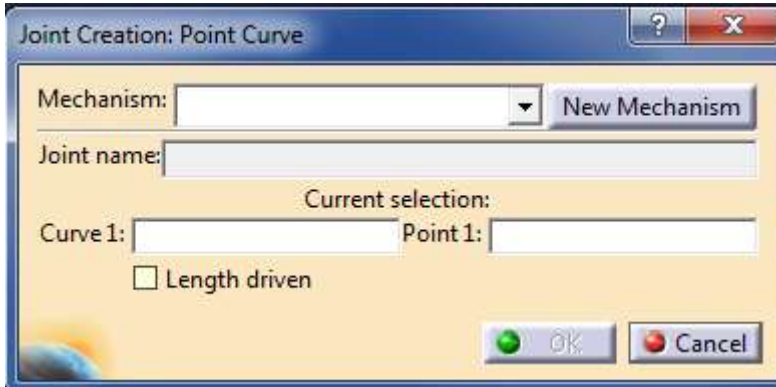 Joint Creation: Point Curve
Mechanism: New Mechanism
Joint name:
Current selection:
Curve 1: Point 1:
Length driven
OK Cancel